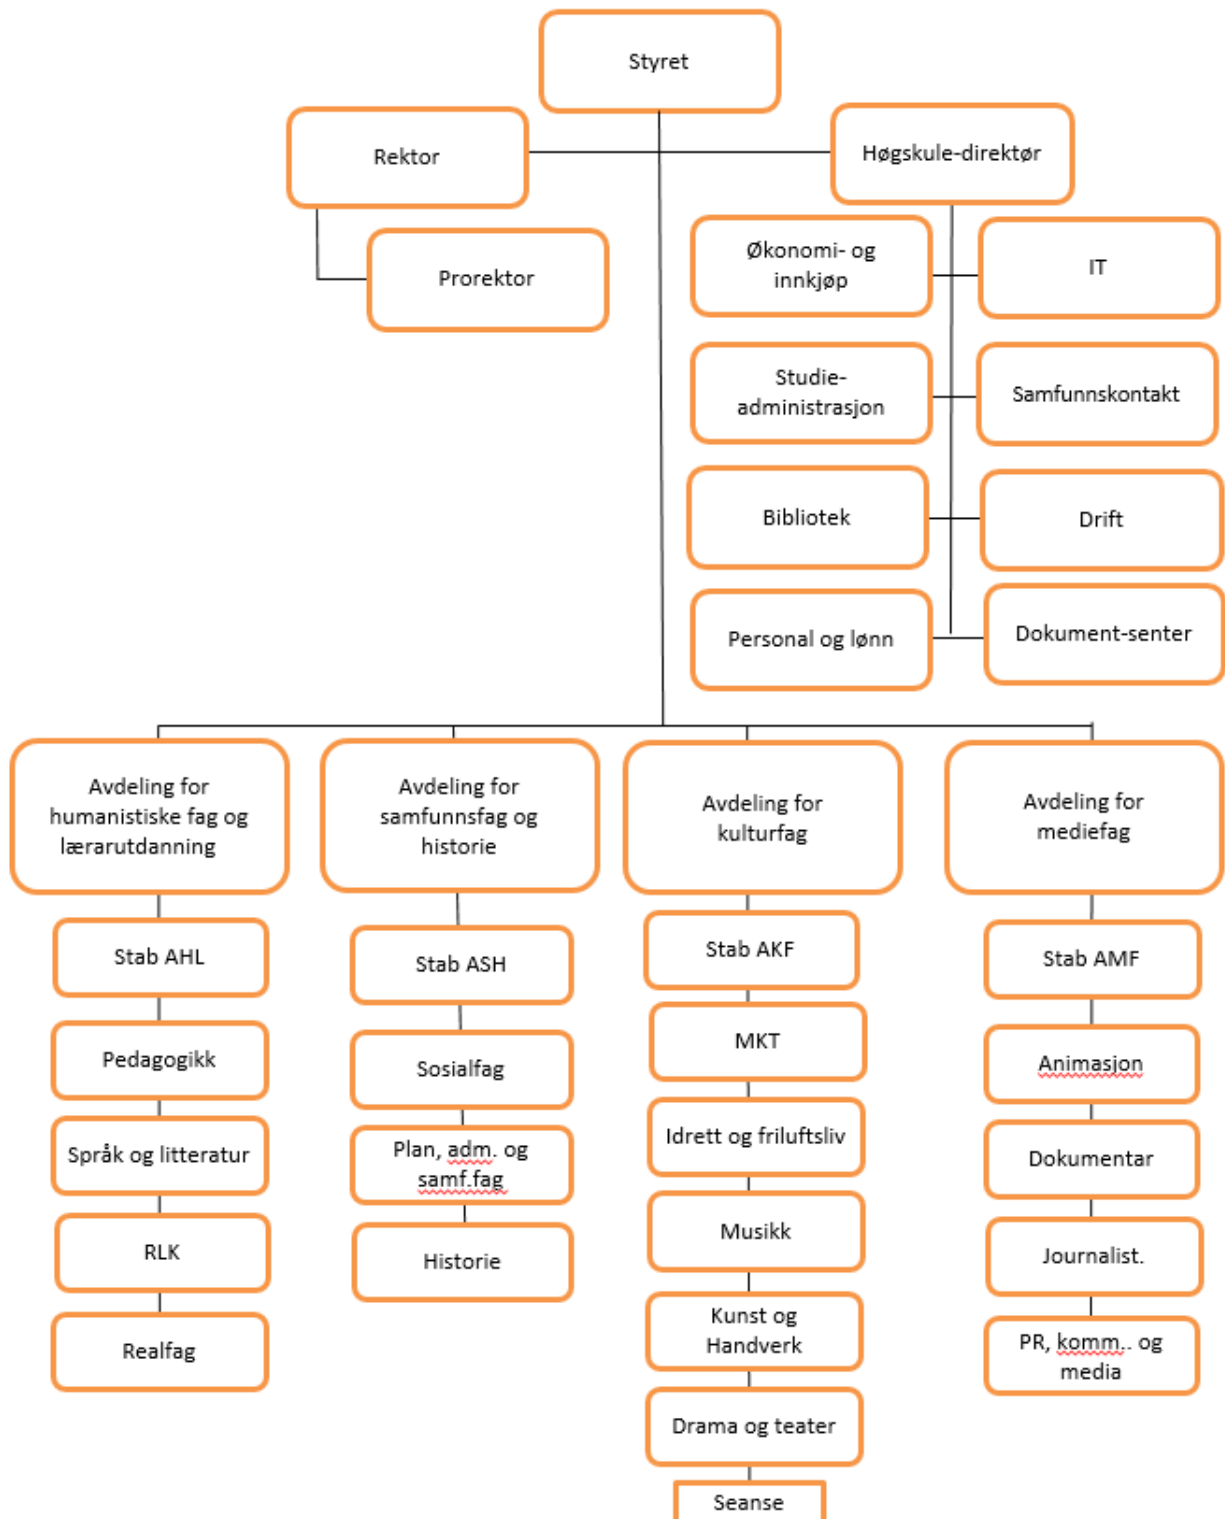 Styret
Rektor
Høgskule-direktør
Prorektor
Økonomi- og
innkjøp
IT
Studie-
administrasjon
Samfunnskontakt
Bibliotek
Drift
Personal og lønn
Dokument-senter
Avdeling for
humanistiske fag og
lærarutdanning
Stab AHL
Pedagogikk
Språk og litteratur
RLK
Realfag
Avdeling for
samfunnsfag og
historie
Stab ASH
Sosialfag
Plan, adm. og
samf.fag
Historie
Avdeling for
kulturfag
Stab AKF
MKT
Idrett og friluftsliv
Musikk
Kunst og
Handverk
Drama og teater
Seanse
Avdeling for
mediefag
Stab AMF
Animasjon
Dokumentar
Journalist.
PR, komm.. og
media